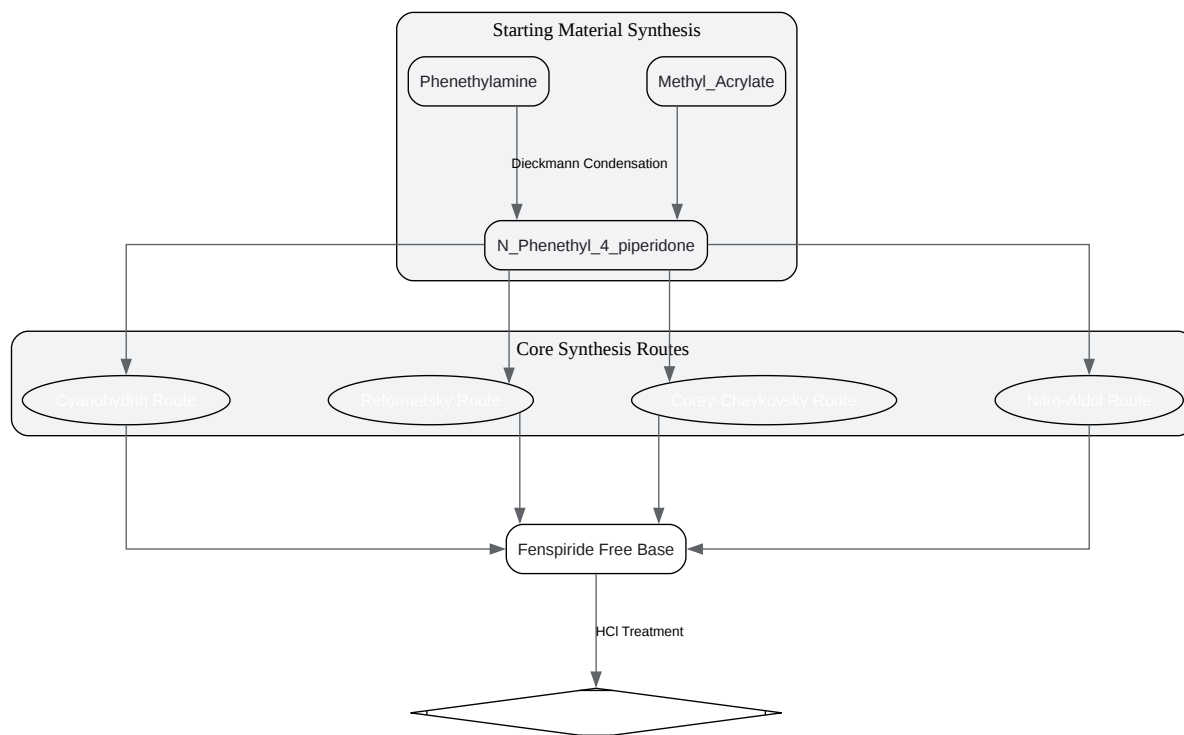 Starting Material Synthesis
Phenethylamine
Methyl_Acrylate
Dieckmann Condensation
N_Phenethyl_4_piperidone
Core Synthesis Routes
Cyanohydrin Route
Reformatsky Route
Corey-Chaykovsky Route
Nitro-Aldol Route
Fenspiride Free Base
HCl Treatment